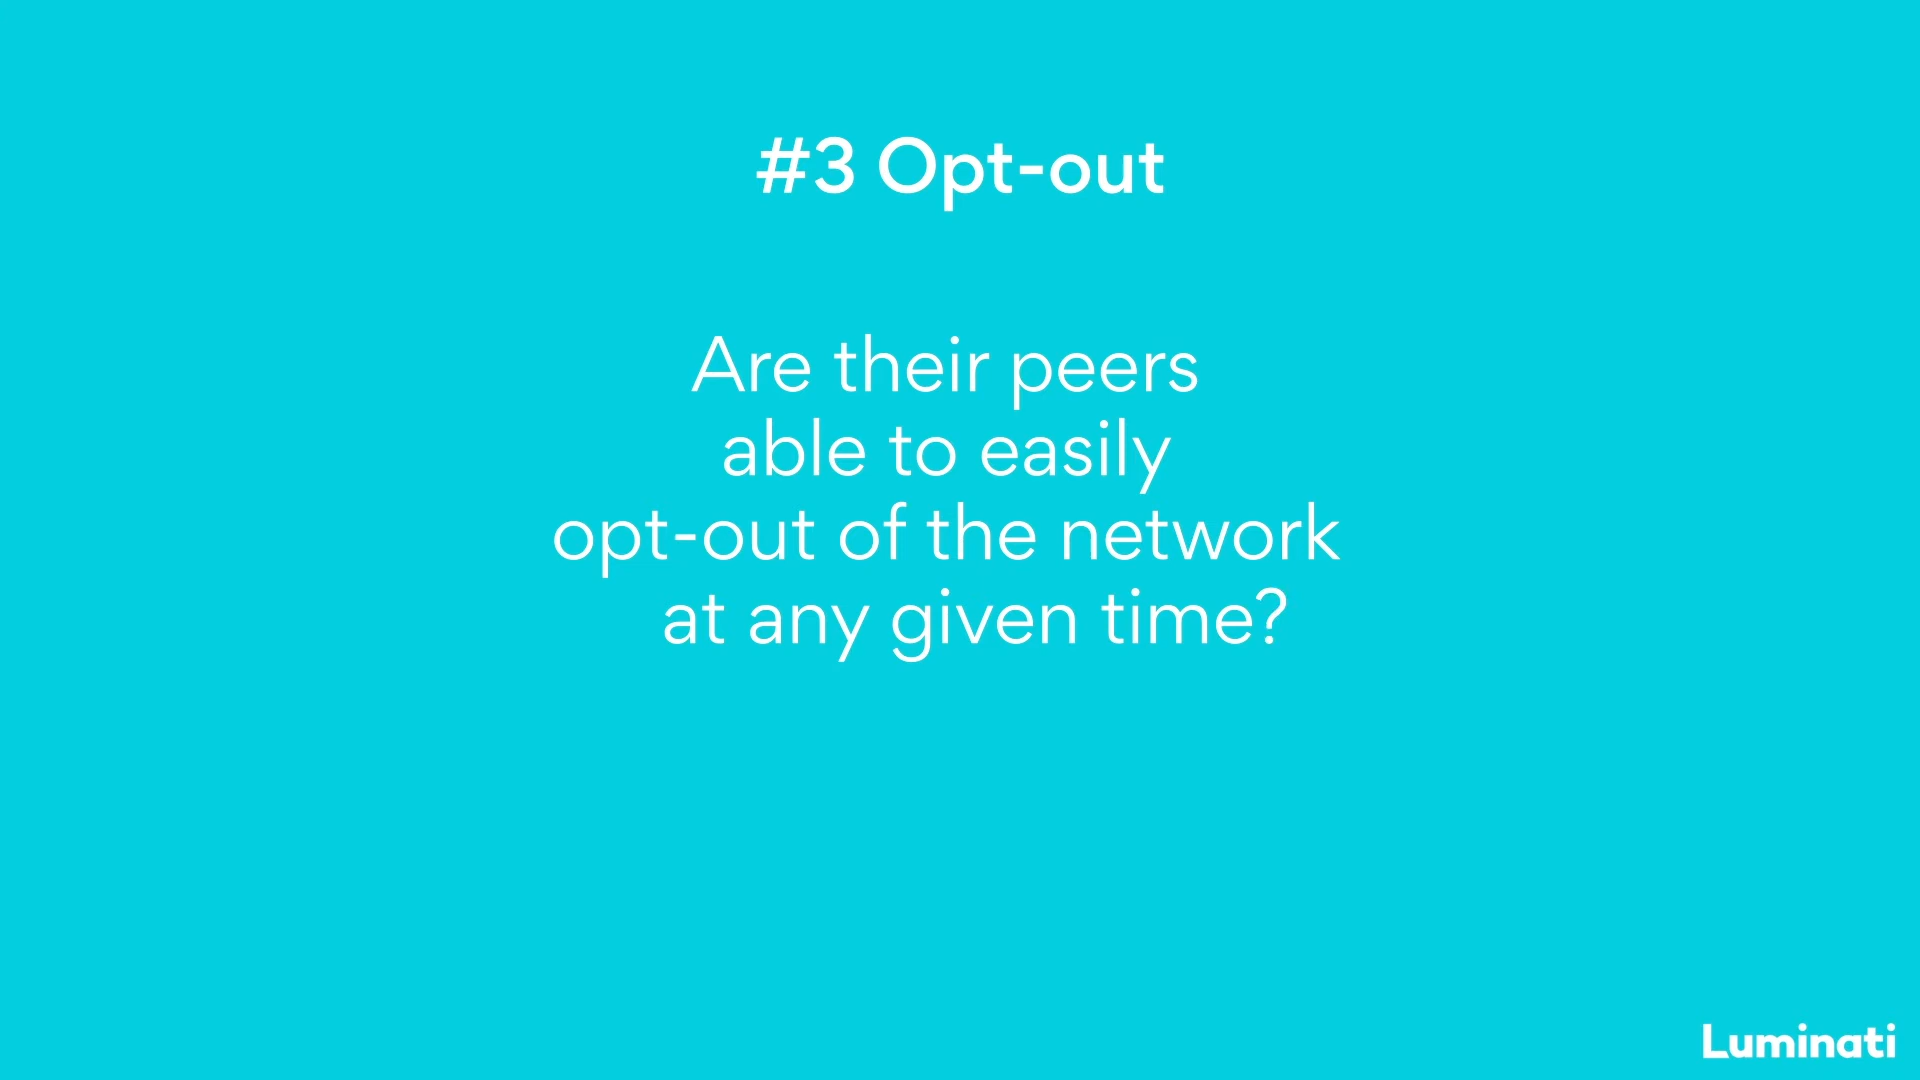 #3 Opt-out
Are their peers
able to easily
opt-out of the network
at any given time?
Luminati